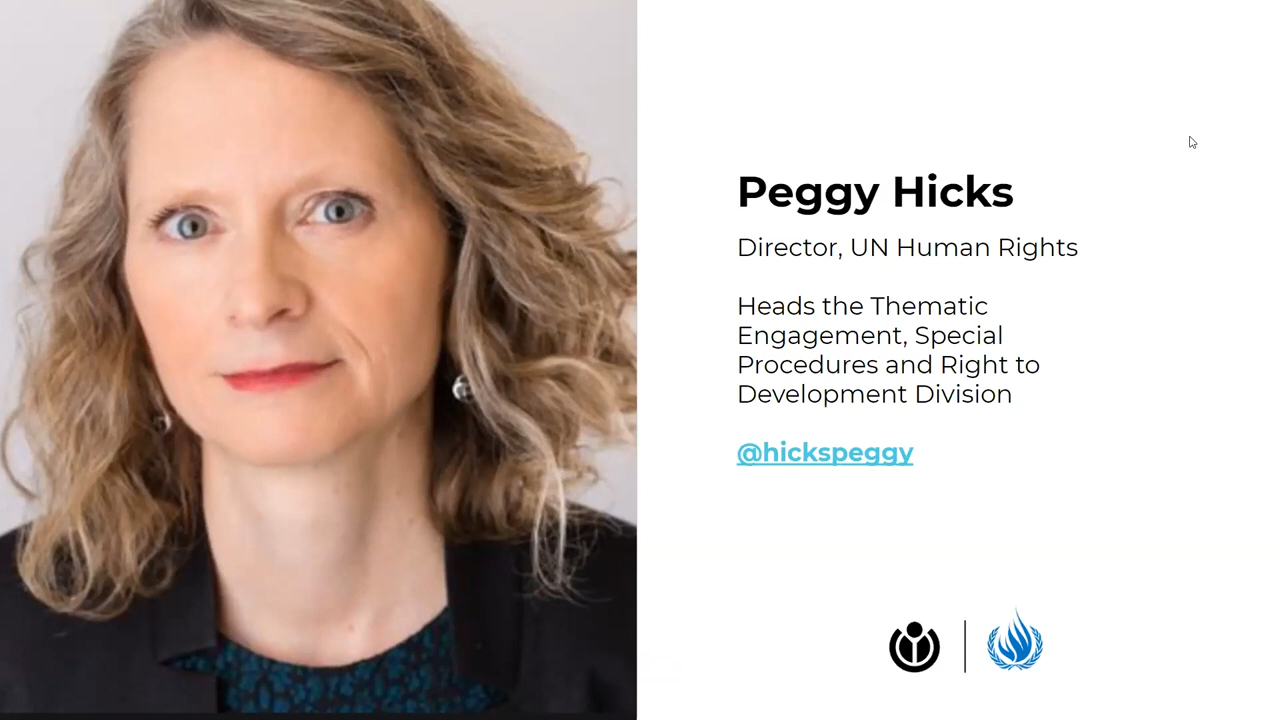 Peggy Hicks
Director, UN Human Rights
Heads the Thematic
Engagement, Special
Procedures and Right to
Development Division
@hickspeggy